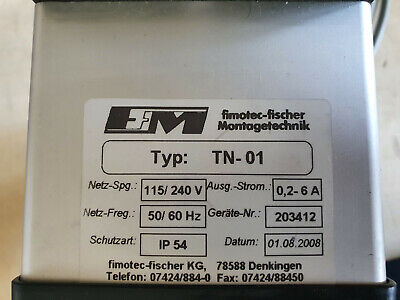 FM fimotec-fischer
Montagetechnik
Typ: TN-01
Netz-Spg.: 115/ 240 V Ausg.-Strom.: 0,2- 6 A
Netz-Freq.: 50/ 60 Hz Geräte-Nr.: 203412
Schutzart: IP 54 Datum: 01.08.2008
fimotec-fischer KG, 78588 Denkingen
Telefon: 07424/884-0 Fax: 07424/88450